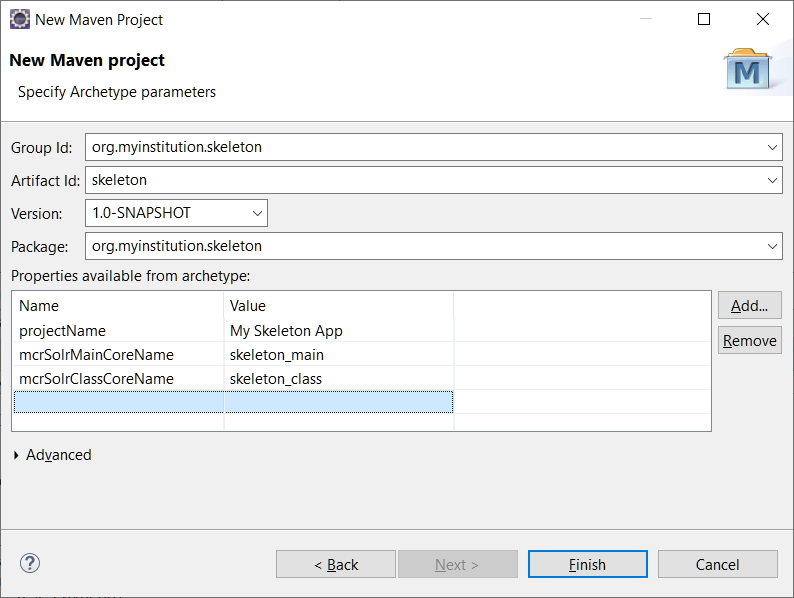 New Maven Project
New Maven project
Specify Archetype parameters
M
Group Id: org.myinstitution.skeleton
Artifact Id: skeleton
Version: 1.0-SNAPSHOT
Package: org.myinstitution.skeleton
Properties available from archetype:
Name Value Add...
projectName My Skeleton App
mcrSolrMainCoreName skeleton_main Remove
mcrSolrClassCoreName skeleton_class
Advanced
? < Back Next > Finish Cancel